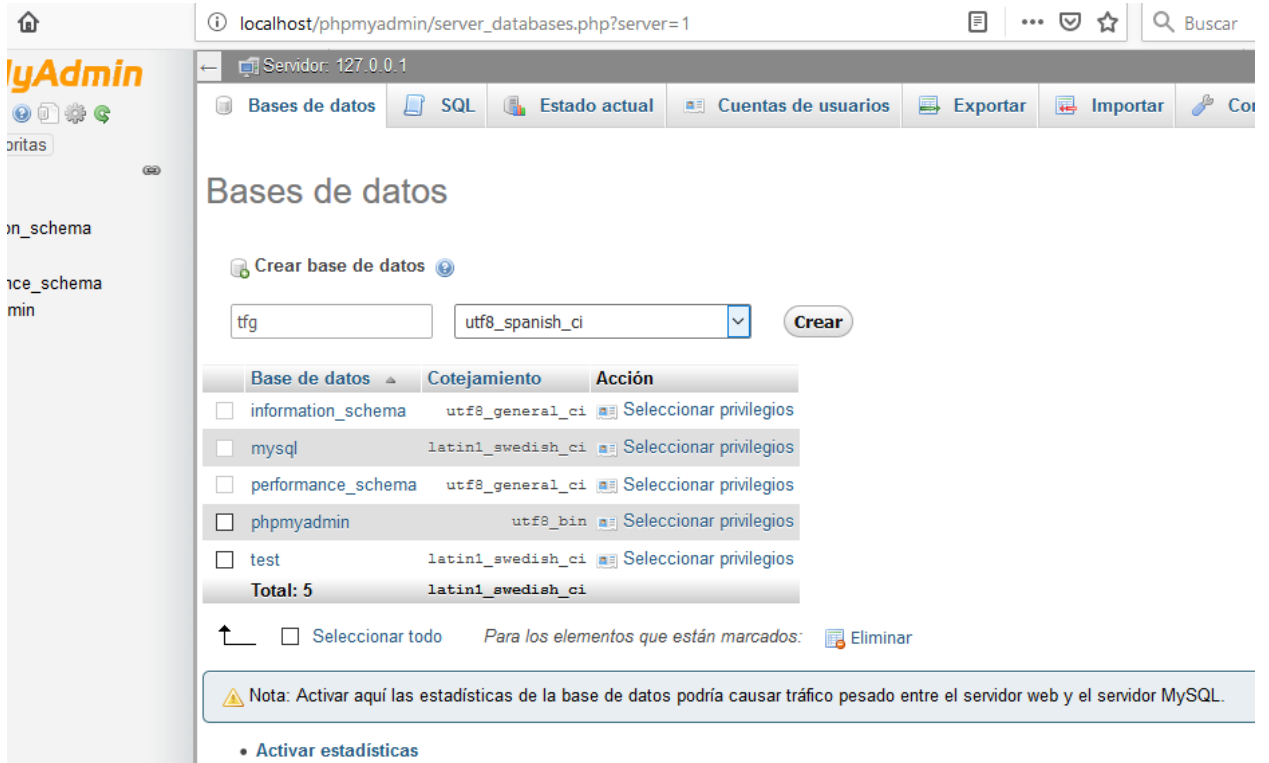 localhost/phpmyadmin/server_databases.php?server=1
Buscar
MyAdmin
Servidor: 127.0.0.1
Bases de datos SQL Estado actual Cuentas de usuarios Exportar Importar
oritas
Bases de datos
on_schema
Crear base de datos
nce_schema
min
tfg utf8_spanish_ci Crear
Base de datos Cotejamiento Acción
information_schema utf8_general_ci Seleccionar privilegios
mysql latin1_swedish_ci Seleccionar privilegios
performance_schema utf8_general_ci Seleccionar privilegios
phpmyadmin utf8_bin Seleccionar privilegios
test latin1_swedish_ci Seleccionar privilegios
Total: 5 latin1_swedish_ci
Seleccionar todo Para los elementos que están marcados: Eliminar
Nota: Activar aquí las estadísticas de la base de datos podría causar tráfico pesado entre el servidor web y el servidor MySQL.
• Activar estadísticas